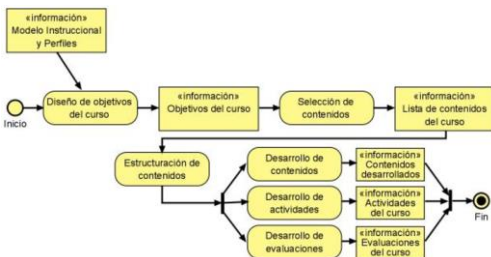 «información»
Modelo Instruccional
y Perfiles
Inicio
Diseño de objetivos
del curso
«información»
Objetivos del curso
Selección de
contenidos
«información»
Lista de contenidos
del curso
Estructuración de
contenidos
Desarrollo de
contenidos
«información»
Contenidos
desarrollados
Desarrollo de
actividades
«información»
Actividades
del curso
Desarrollo de
evaluaciones
«información»
Evaluaciones
del curso
Fin